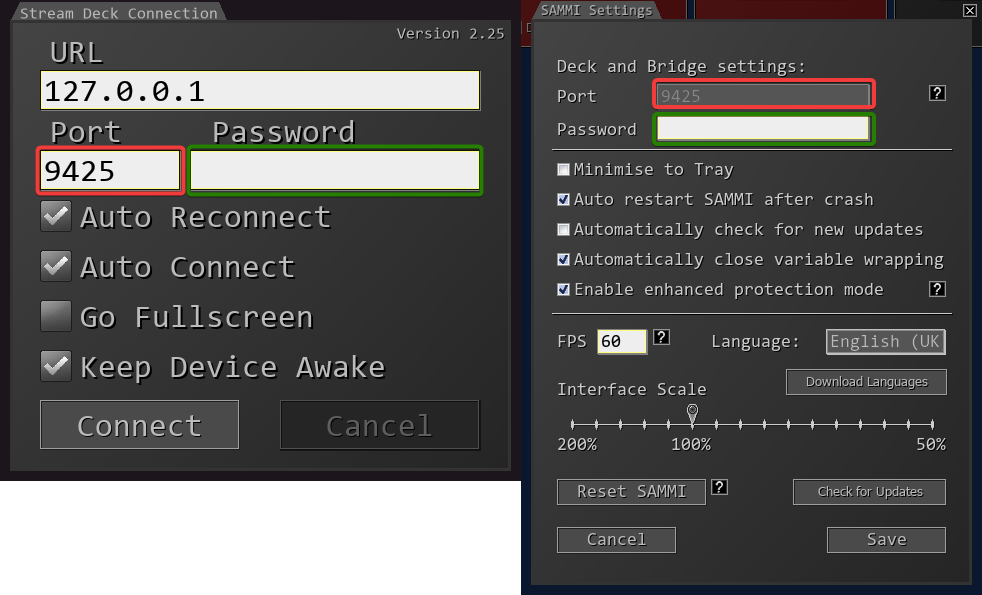 Stream Deck Connection
Version 2.25
URL
127.0.0.1
Port Password
9425
Auto Reconnect
Auto Connect
Go Fullscreen
Keep Device Awake
Connect Cancel
SAMMI Settings
Deck and Bridge settings:
Port 9425 ?
Password
Minimise to Tray
Auto restart SAMMI after crash
Automatically check for new updates
Automatically close variable wrapping
Enable enhanced protection mode ?
FPS 60 ? Language: English (UK
Interface Scale Download Languages
200% 100% 50%
Reset SAMMI ? Check for Updates
Cancel Save